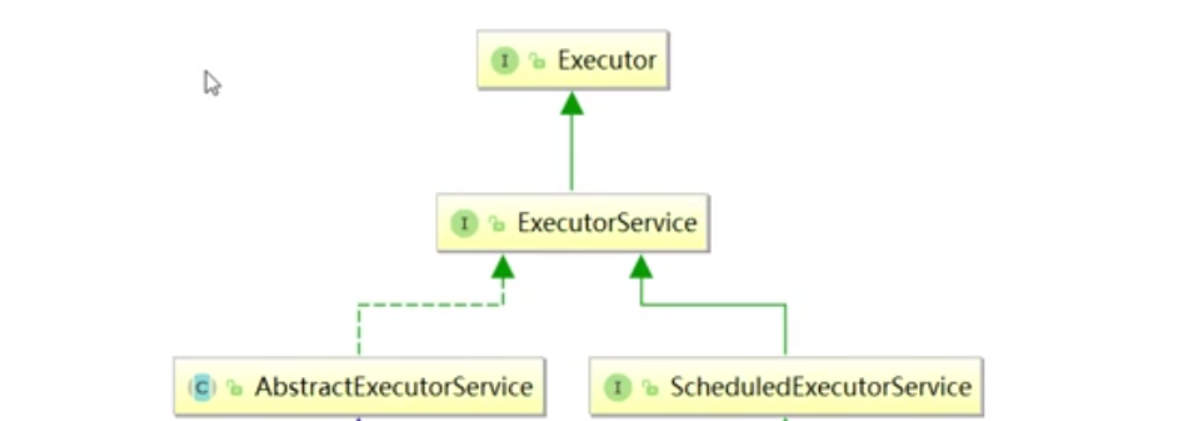 I Executor
I ExecutorService
C AbstractExecutorService
I ScheduledExecutorService